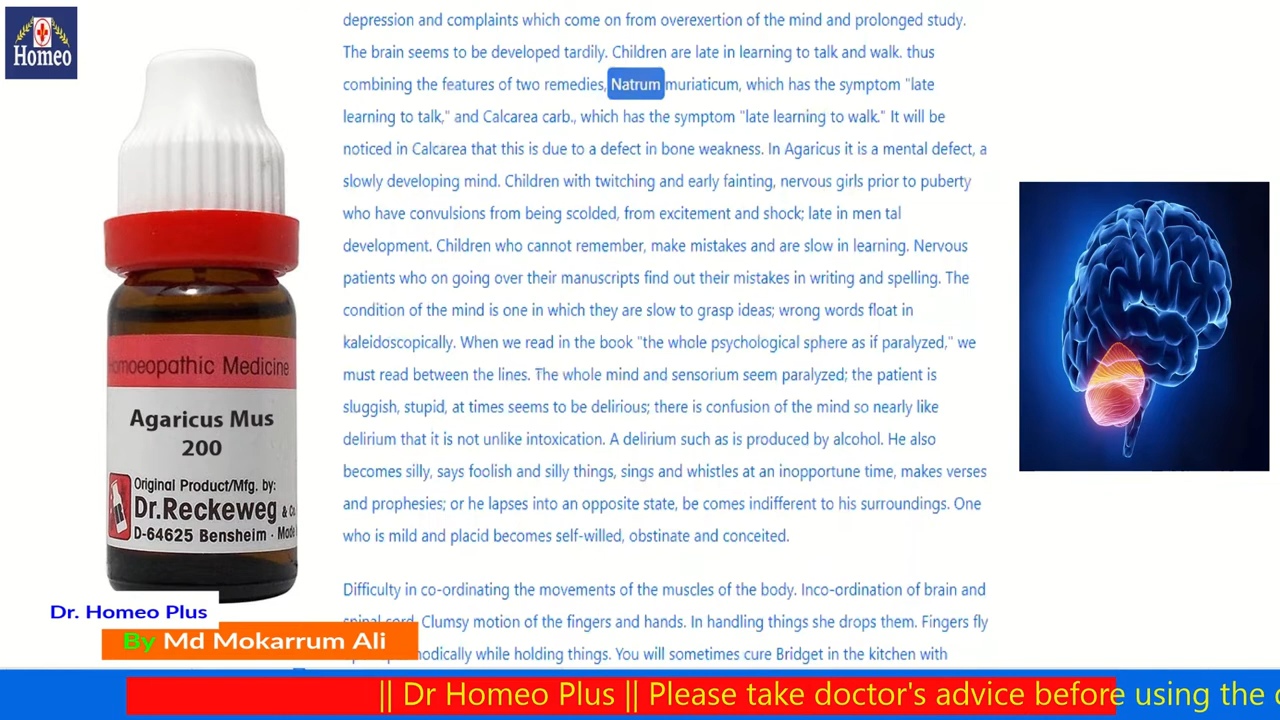 Homeo
depression and complaints which come on from overexertion of the mind and prolonged study.
The brain seems to be developed tardily. Children are late in learning to talk and walk. thus
combining the features of two remedies, Natrum muriaticum, which has the symptom "late
learning to talk," and Calcarea carb., which has the symptom "late learning to walk." It will be
noticed in Calcarea that this is due to a defect in bone weakness. In Agaricus it is a mental defect, a
slowly developing mind. Children with twitching and early fainting, nervous girls prior to puberty
who have convulsions from being scolded, from excitement and shock; late in men tal
development. Children who cannot remember, make mistakes and are slow in learning. Nervous
patients who on going over their manuscripts find out their mistakes in writing and spelling. The
condition of the mind is one in which they are slow to grasp ideas; wrong words float in
kaleidoscopically. When we read in the book "the whole psychological sphere as if paralyzed," we
must read between the lines. The whole mind and sensorium seem paralyzed; the patient is
sluggish, stupid, at times seems to be delirious; there is confusion of the mind so nearly like
delirium that it is not unlike intoxication. A delirium such as is produced by alcohol. He also
becomes silly, says foolish and silly things, sings and whistles at an inopportune time, makes verses
and prophesies; or he lapses into an opposite state, be comes indifferent to his surroundings. One
who is mild and placid becomes self-willed, obstinate and conceited.
Difficulty in co-ordinating the movements of the muscles of the body. Inco-ordination of brain and
spinal cord. Clumsy motion of the fingers and hands. In handling things she drops them. Fingers fly
while holding things. You will sometimes cure Bridget in the kitchen with
Homoeopathic Medicine
Agaricus Mus
200
Original Product/Mfg. by:
Dr.Reckeweg & Co.
D-64625 Bensheim · Made
Dr. Homeo Plus
By Md Mokarrum Ali
|| Dr Homeo Plus || Please take doctor's advice before using the